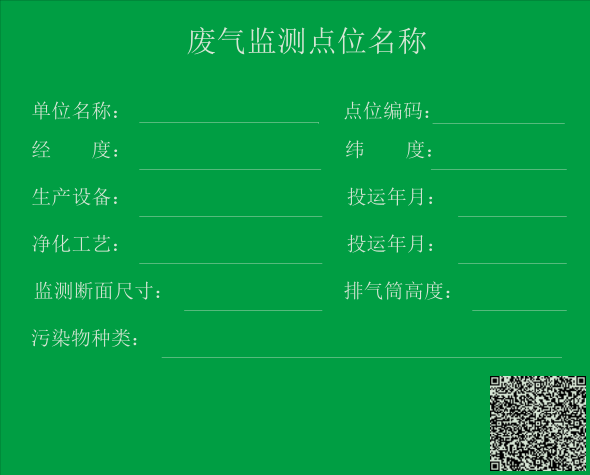 废气监测点位名称
单位名称： 点位编码：
经 度： 纬 度：
生产设备： 投运年月：
净化工艺： 投运年月：
监测断面尺寸： 排气筒高度：
污染物种类：